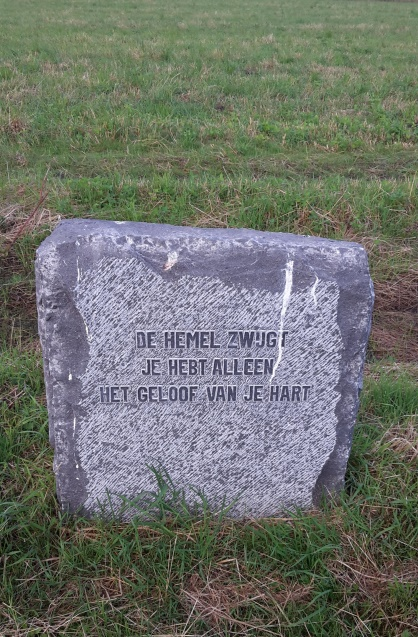 DE HEMEL ZWIJGT
JE HEBT ALLEEN
HET GELOOF VAN JE HART